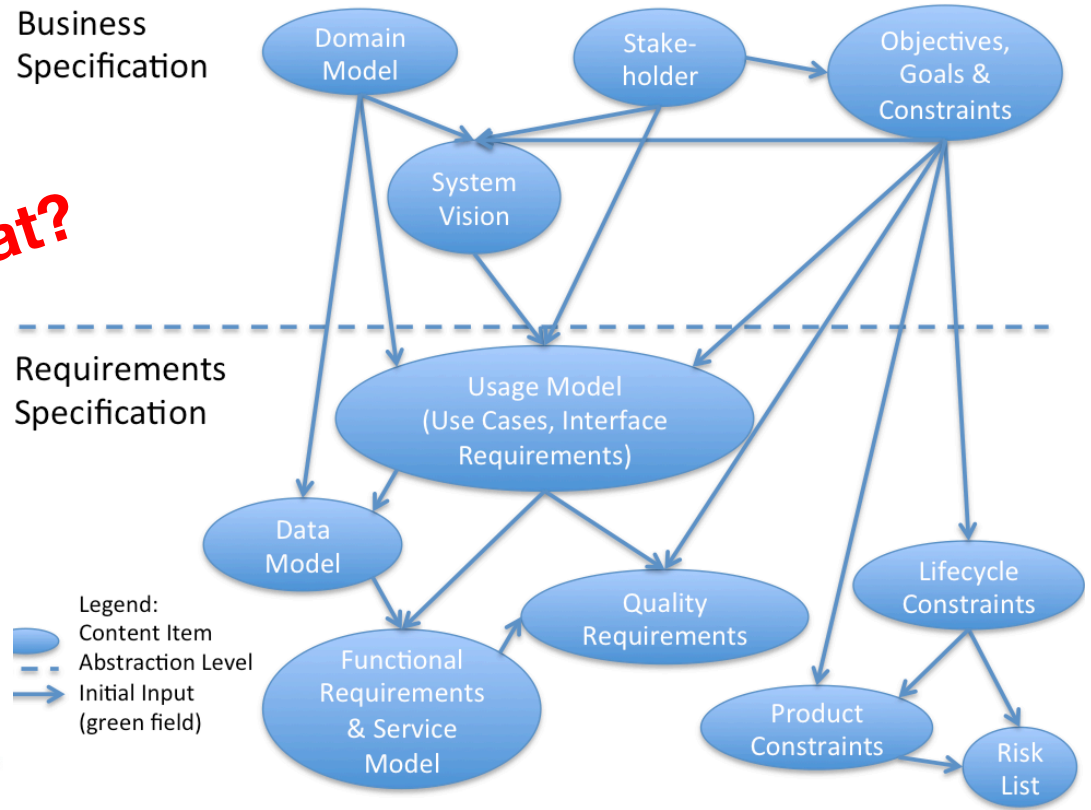 Business
Specification
Domain
Model
Stake-
holder
Objectives,
Goals &
Constraints
System
Vision
Requirements
Specification
Usage Model
(Use Cases, Interface
Requirements)
Data
Model
Quality
Requirements
Lifecycle
Constraints
Functional
Requirements
& Service
Model
Product
Constraints
Risk
List
Legend:
Content Item
Abstraction Level
Initial Input
(green field)